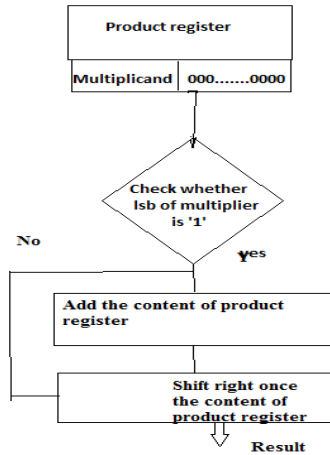 Product register
Multiplicand 000.......0000
Check whether
lsb of multiplier
is '1'
No
yes
Add the content of product
register
Shift right once
the content of
product register
Result